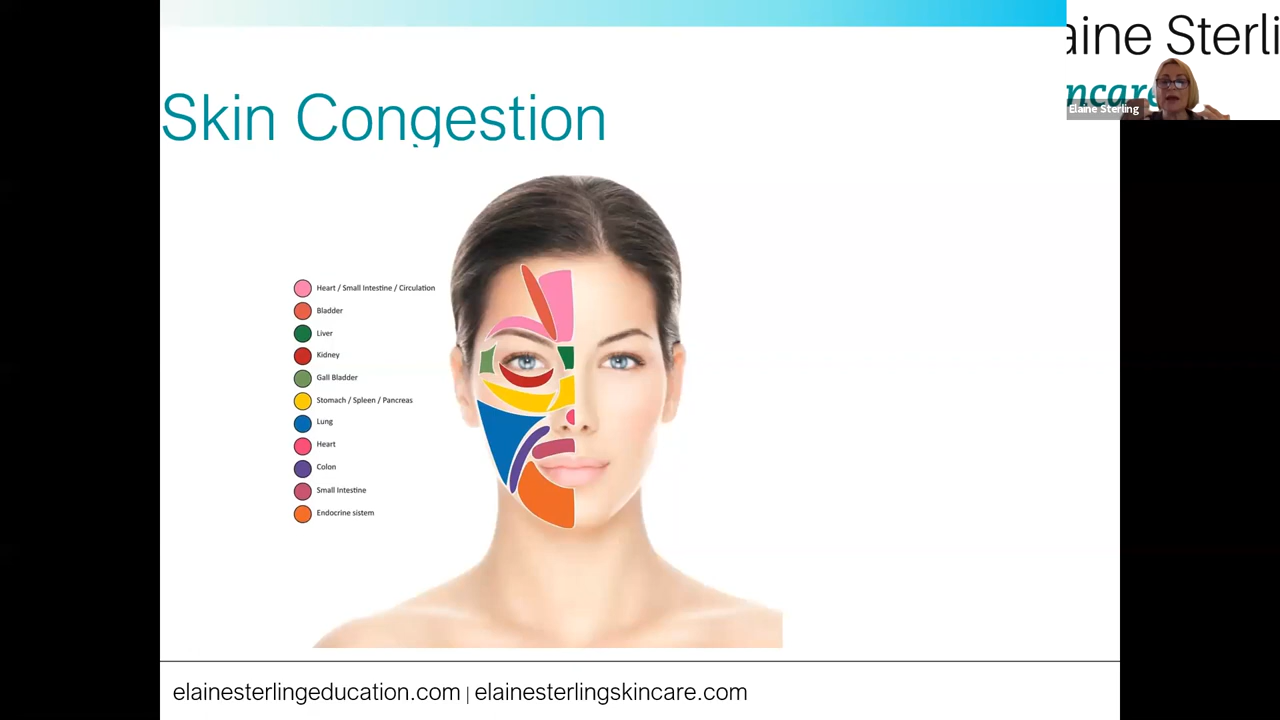 aine Sterli
ncare
Elaine Sterling
Skin Congestion
Heart / Small Intestine / Circulation
Bladder
Liver
Kidney
Gall Bladder
Stomach / Spleen / Pancreas
Lung
Heart
Colon
Small Intestine
Endocrine sistem
elainesterlingeducation.com | elainesterlingskincare.com